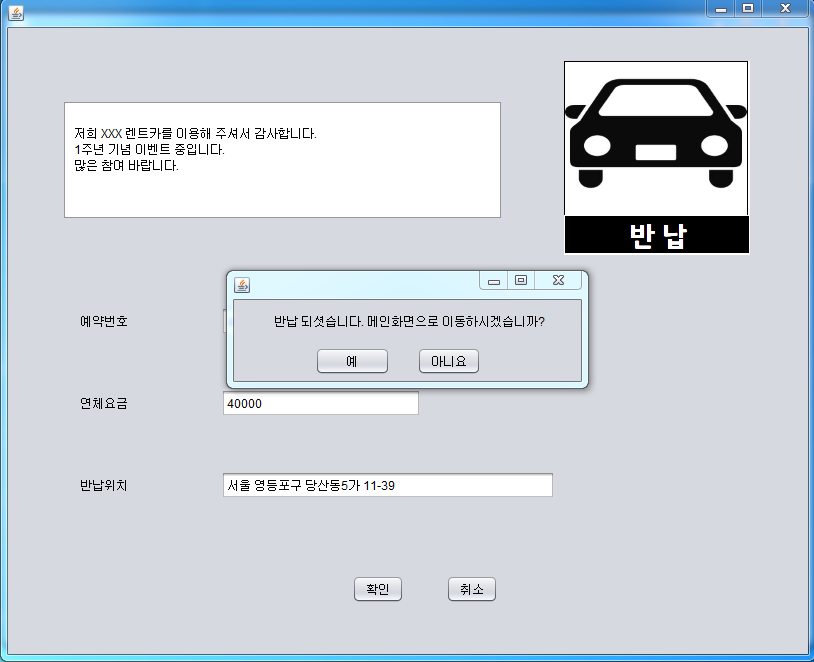 저희 XXX 렌트카를 이용해 주셔서 감사합니다.
1주년 기념 이벤트 중입니다.
많은 참여 바랍니다.
반 납
예약번호
반납 되셧습니다. 메인화면으로 이동하시겠습니까?
예
아니요
연체요금
40000
반납위치
서울 영등포구 당산동5가 11-39
확인
취소